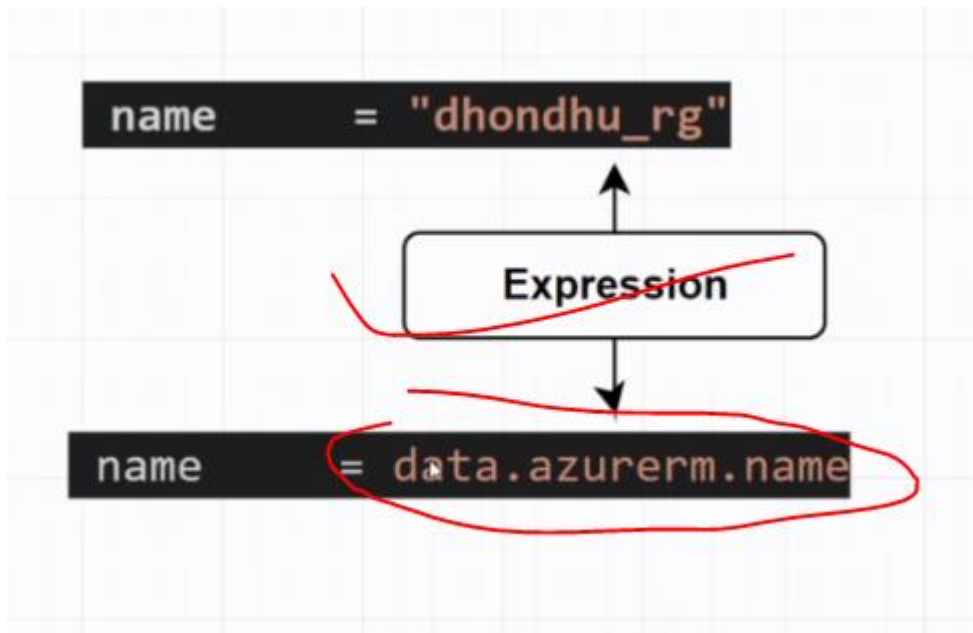 name = "dhondhu_rg"
Expression
name = data.azurerm.name